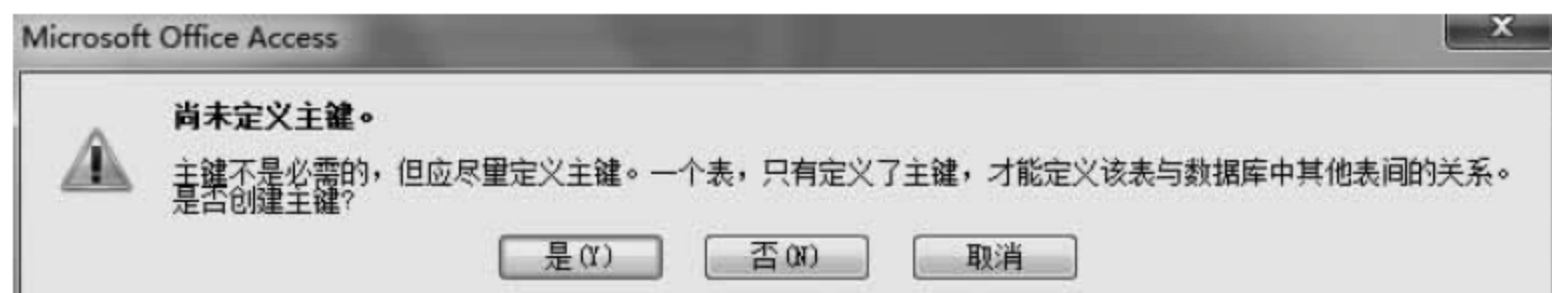 Microsoft Office Access
X
尚未定义主键。
主键不是必需的，但应尽量定义主键。一个表，只有定义了主键，才能定义该表与数据库中其他表间的关系。
是否创建主键?
是(Y) 否(N) 取消